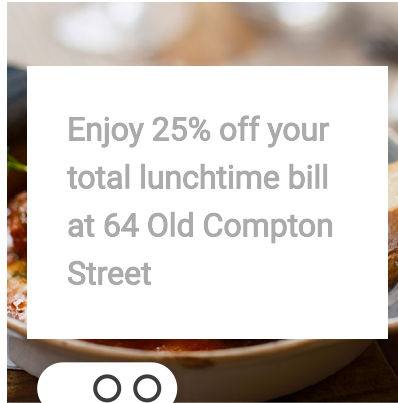 Enjoy 25% off your
total lunchtime bill
at 64 Old Compton
Street